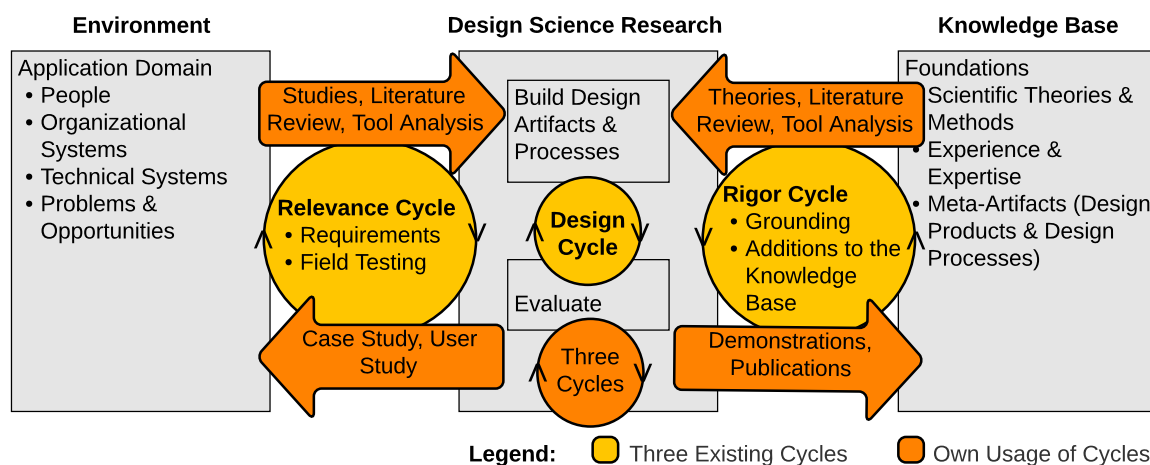 Environment
Design Science Research
Knowledge Base
Application Domain
• People
• Organizational
Systems
• Technical Systems
• Problems &
Opportunities
Studies, Literature
Review, Tool Analysis
Relevance Cycle
• Requirements
• Field Testing
Case Study, User
Study
Build Design
Artifacts &
Processes
Design
Cycle
Evaluate
Three
Cycles
Theories, Literature
Review, Tool Analysis
Rigor Cycle
• Grounding
• Additions to the
Knowledge
Base
Demonstrations,
Publications
Foundations
Scientific Theories &
Methods
• Experience &
Expertise
• Meta-Artifacts (Design
Products & Design
Processes)
Legend:
Three Existing Cycles
Own Usage of Cycles